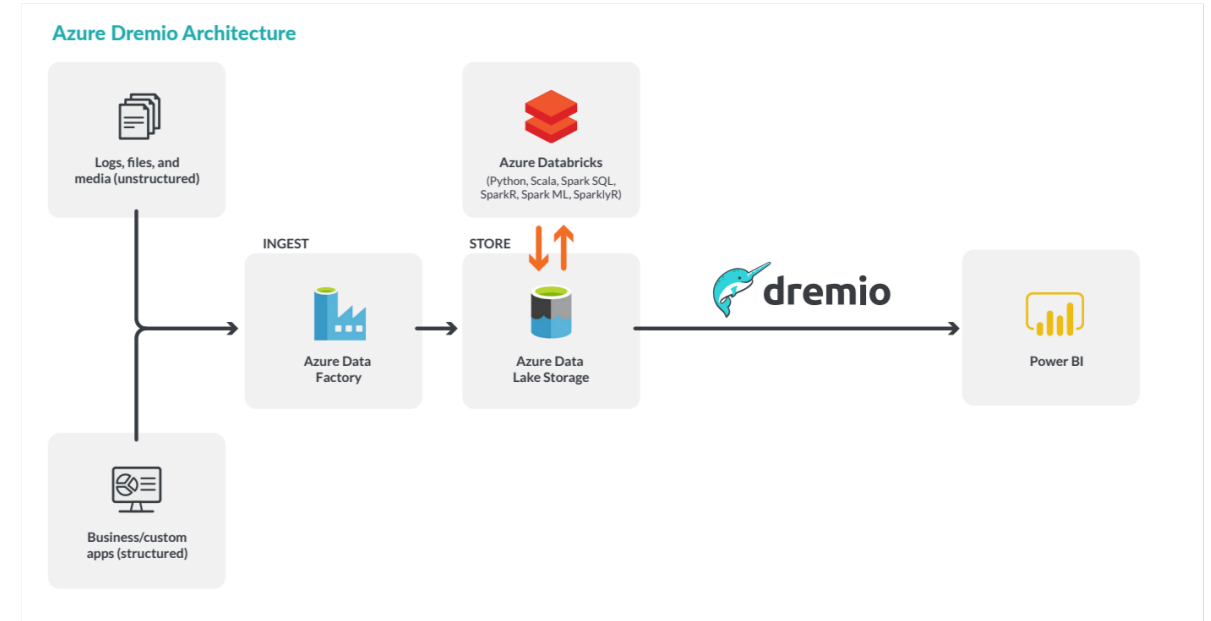 Azure Dremio Architecture
Logs, files, and
media (unstructured)
Azure Databricks
(Python, Scala, Spark SQL,
SparkR, Spark ML, SparklyR)
INGEST
STORE
dremio
Azure Data
Factory
Azure Data
Lake Storage
Power BI
Business/custom
apps (structured)